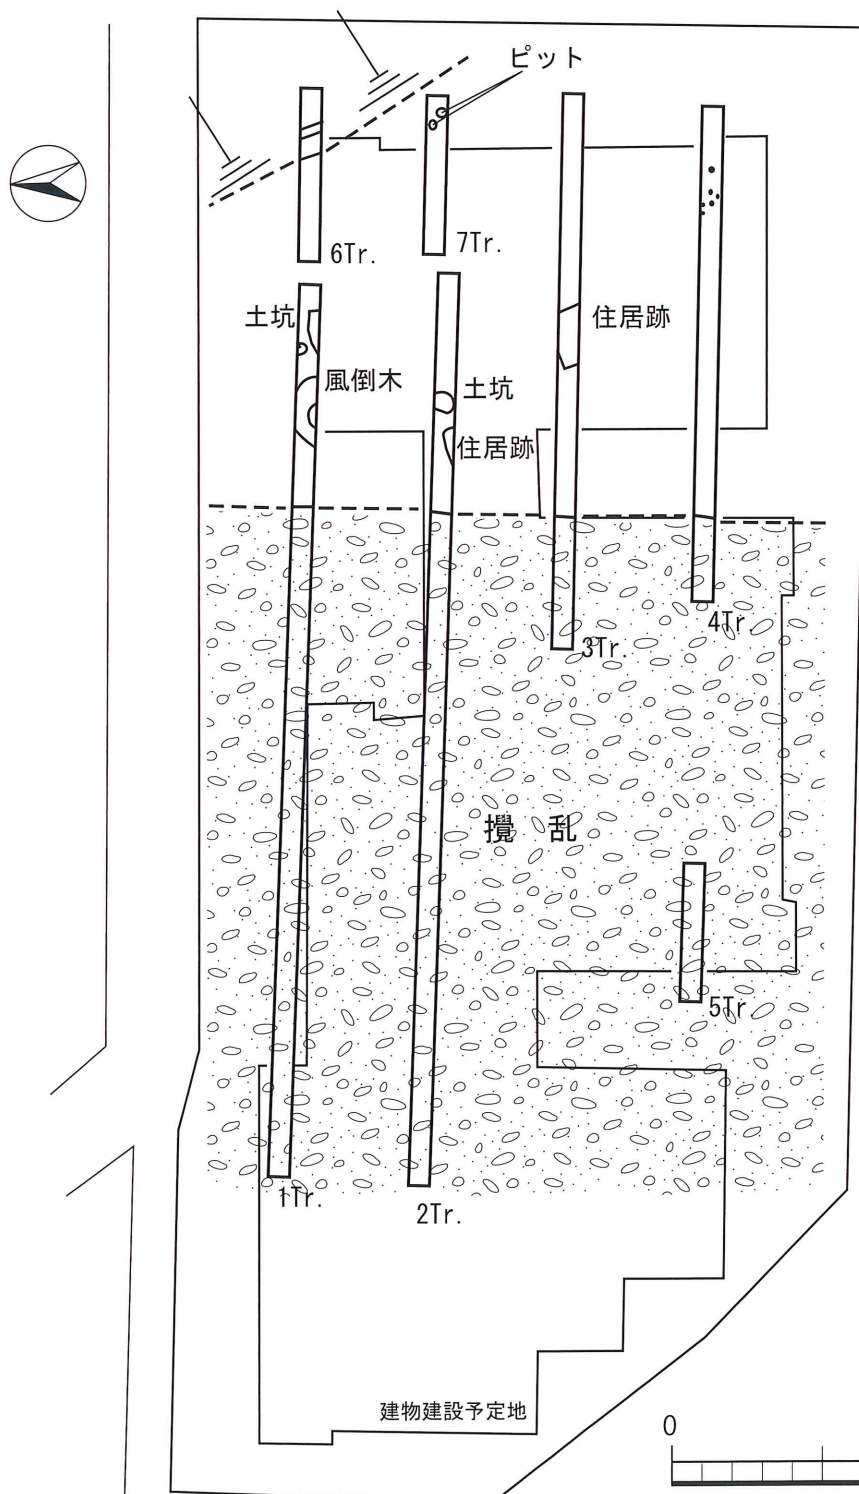 ピット
6Tr.
7Tr.
土坑
住居跡
風倒木
土坑
住居跡
4Tr.
3Tr.
攪乱
5Tr.
1Tr.
2Tr.
建物建設予定地
0